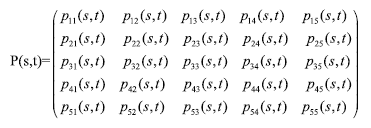 p₁₁(s,t) p₁₂(s,t) p₁₃(s,t) p₁₄(s,t) p₁₅(s,t)
p₂₁(s,t) p₂₂(s,t) p₂₃(s,t) p₂₄(s,t) p₂₅(s,t)
P(s,t)= p₃₁(s,t) p₃₂(s,t) p₃₃(s,t) p₃₄(s,t) p₃₅(s,t)
p₄₁(s,t) p₄₂(s,t) p₄₃(s,t) p₄₄(s,t) p₄₅(s,t)
p₅₁(s,t) p₅₂(s,t) p₅₃(s,t) p₅₄(s,t) p₅₅(s,t)